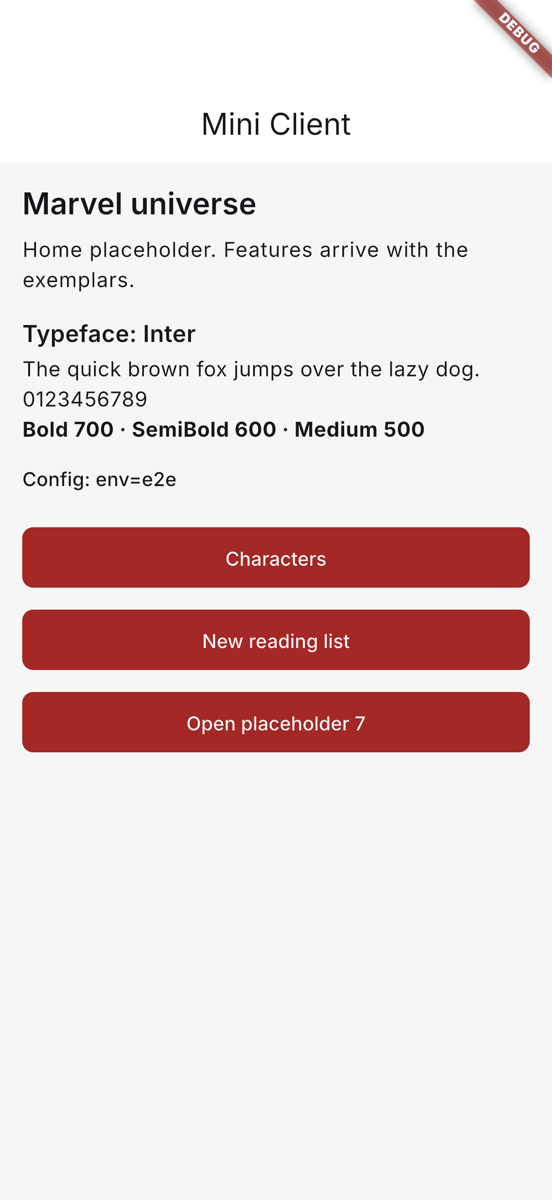 DEBUG
Mini Client
Marvel universe
Home placeholder. Features arrive with the
exemplars.
Typeface: Inter
The quick brown fox jumps over the lazy dog.
0123456789
Bold 700 · SemiBold 600 · Medium 500
Config: env=e2e
Characters
New reading list
Open placeholder 7